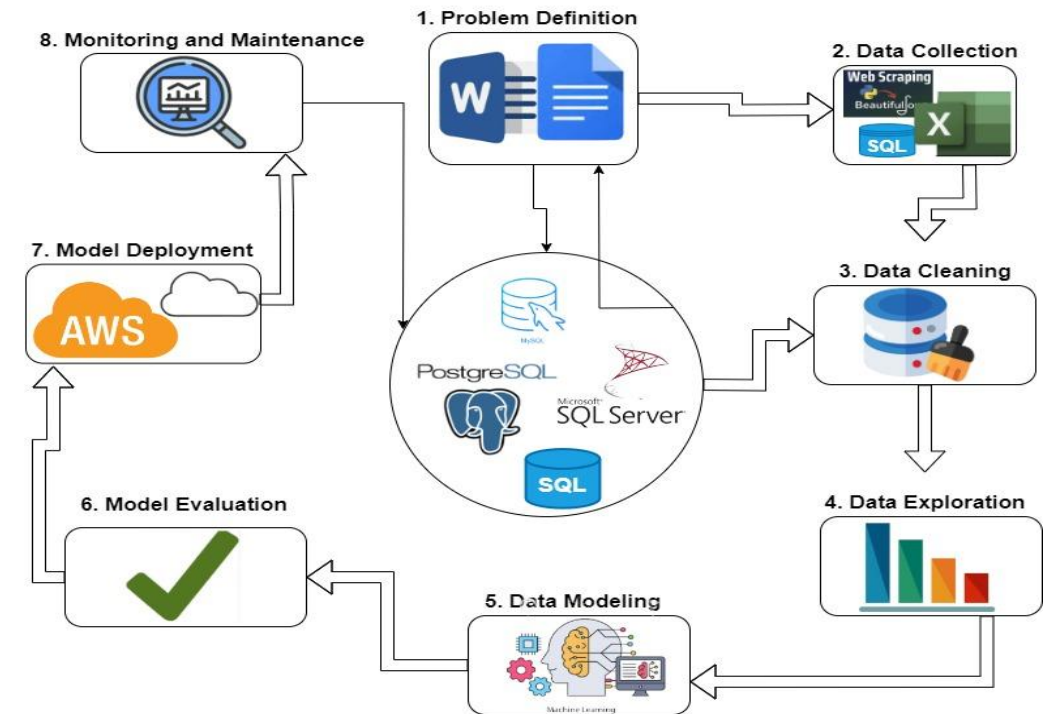 1. Problem Definition
8. Monitoring and Maintenance
2. Data Collection
W
Web Scraping
SQL
X
7. Model Deployment
AWS
3. Data Cleaning
MySQL
PostgreSQL
Microsoft
SQL Server
SQL
6. Model Evaluation
4. Data Exploration
5. Data Modeling
Machine Learning